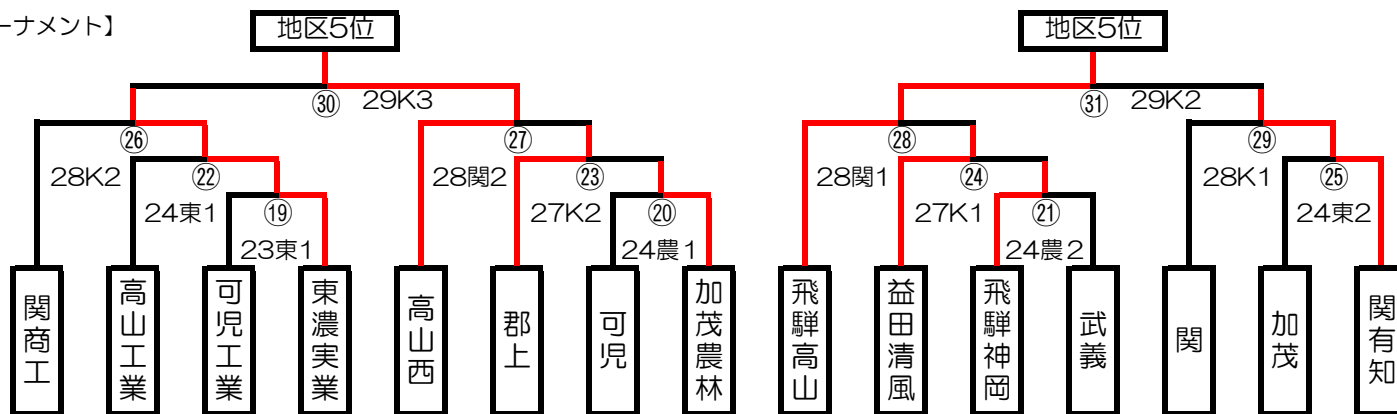 ーナメント】
地区5位
地区5位
㉚
29K3
㉛
29K2
㉖
㉗
㉘
㉙
28K2
㉒
28関2
㉓
28関1
㉔
28K1
㉕
24東1
⑲
27K2
⑳
27K1
㉑
24東2
23東1
24農1
24農2
関商工
高山工業
可児工業
東濃実業
高山西
郡上
可児
加茂農林
飛騨高山
益田清風
飛騨神岡
武義
関
加茂
関有知